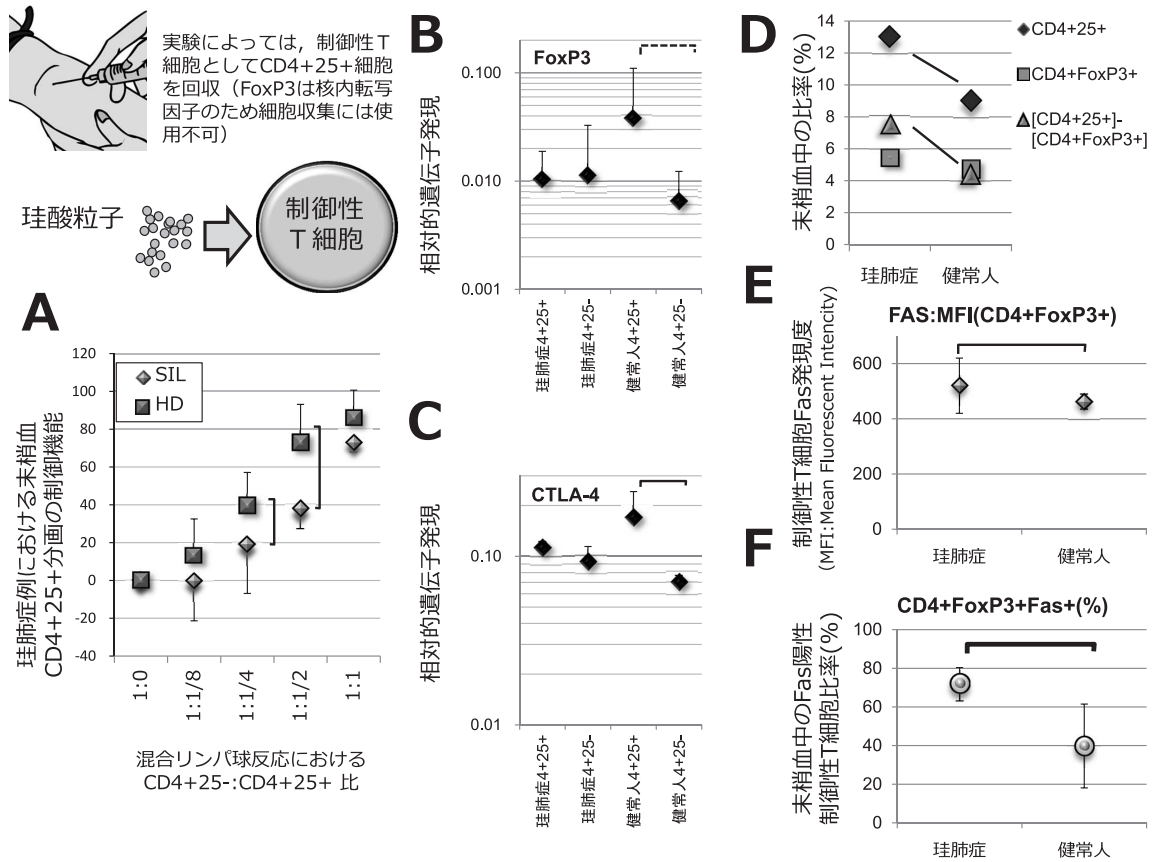 実験によっては，制御性T
細胞としてCD4+25+細胞
を回収（FoxP3は核内転写
因子のため細胞収集には使
用不可）
珪酸粒子
制御性
T 細胞
A
珪肺症例における末梢血
CD4+25+分画の制御機能
120
100
80
60
40
20
0
-20
-40
SIL
HD
1:0
1:1/8
1:1/4
1:1/2
1:1
混合リンパ球反応における
CD4+25-:CD4+25+ 比
B
相対的遺伝子発現
FoxP3
0.100
0.010
0.001
珪肺症4+25+
珪肺症4+25-
健常人4+25+
健常人4+25-
C
相対的遺伝子発現
CTLA-4
0.10
0.01
珪肺症4+25+
珪肺症4+25-
健常人4+25+
健常人4+25-
D
末梢血中の比率(%)
14
12
10
8
6
4
2
0
珪肺症
健常人
CD4+25+
CD4+FoxP3+
[CD4+25+]-
[CD4+FoxP3+]
E
制御性T細胞Fas発現度
(MFI:Mean Fluorescent Intencity)
FAS:MFI(CD4+FoxP3+)
600
400
200
0
珪肺症
健常人
F
末梢血中のFas陽性
制御性T細胞比率(%)
CD4+FoxP3+Fas+(%)
100
80
60
40
20
0
珪肺症
健常人